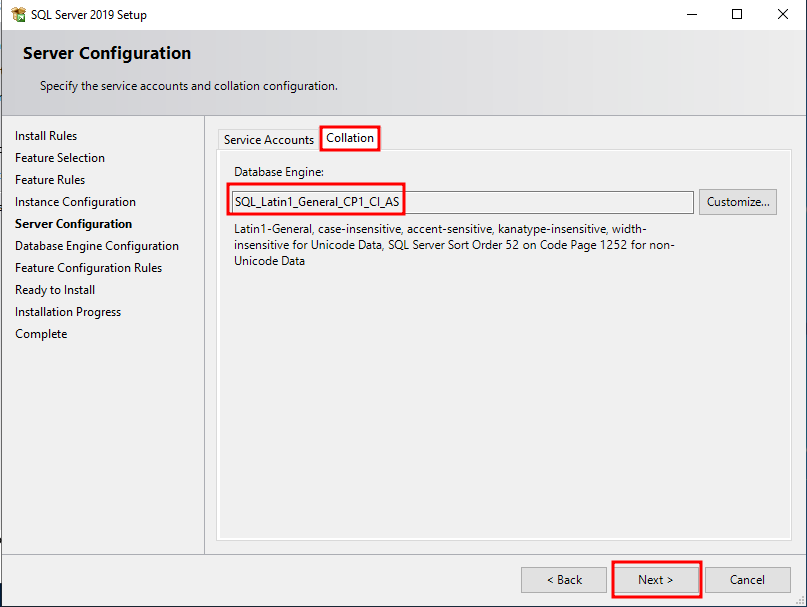 SQL Server 2019 Setup
Server Configuration
Specify the service accounts and collation configuration.
Install Rules
Feature Selection
Feature Rules
Instance Configuration
Server Configuration
Database Engine Configuration
Feature Configuration Rules
Ready to Install
Installation Progress
Complete
Service Accounts
Collation
Database Engine:
SQL_Latin1_General_CP1_CI_AS
Customize...
Latin1-General, case-insensitive, accent-sensitive, kanatype-insensitive, width-
insensitive for Unicode Data, SQL Server Sort Order 52 on Code Page 1252 for non-
Unicode Data
< Back
Next >
Cancel